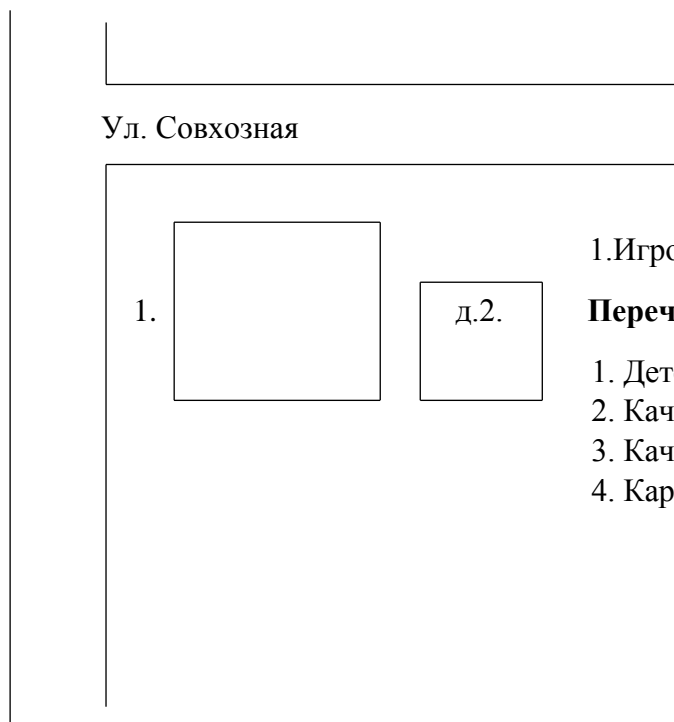 Ул. Совхозная
1.Игро
1.
д.2.
Переч
1. Дет
2. Кач
3. Кач
4. Кар